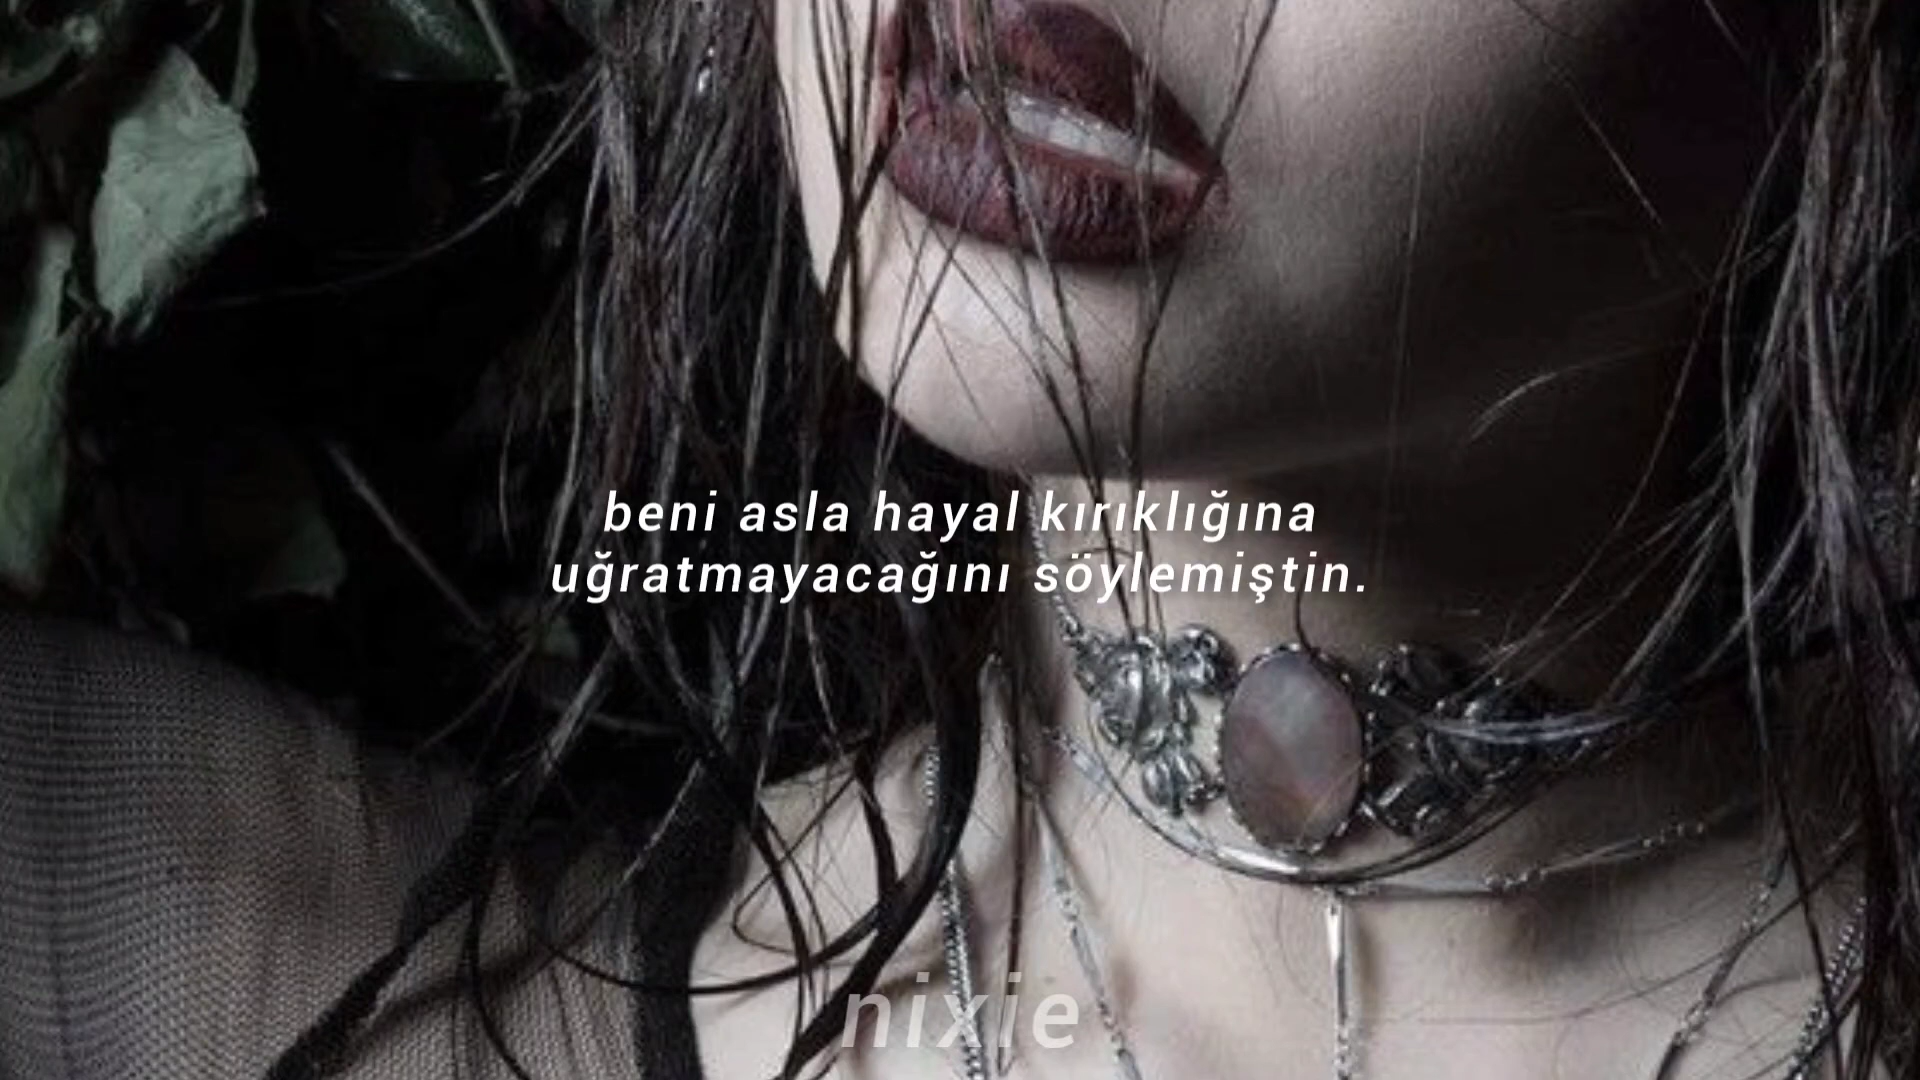 beni asla hayal kırıklığına
uğratmayacağını söylemiştin.
nixie